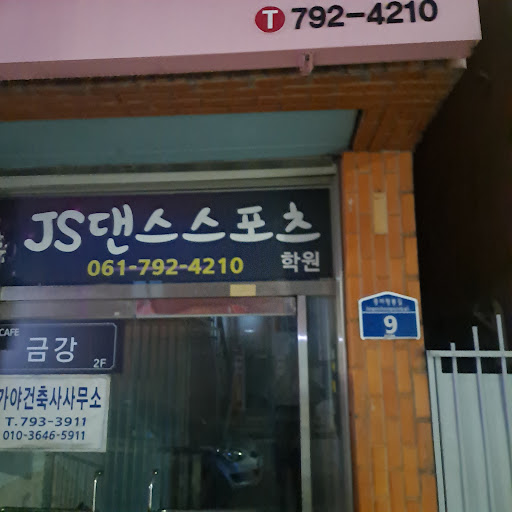 T 792-4210
JS댄스스포츠
061-792-4210
학원
9
CAFE
금강
2F
가야건축사사무소
T.793-3911
010-3646-5911